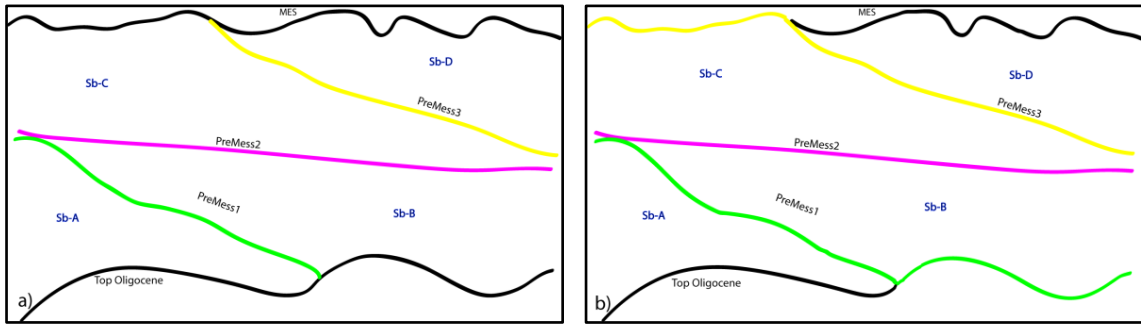 MES
Sb-D
Sb-C
PreMess3
PreMess2
PreMess1
Sb-A
Sb-B
Top Oligocene
a)
MES
Sb-D
Sb-C
PreMess3
PreMess2
PreMess1
Sb-A
Sb-B
Top Oligocene
b)